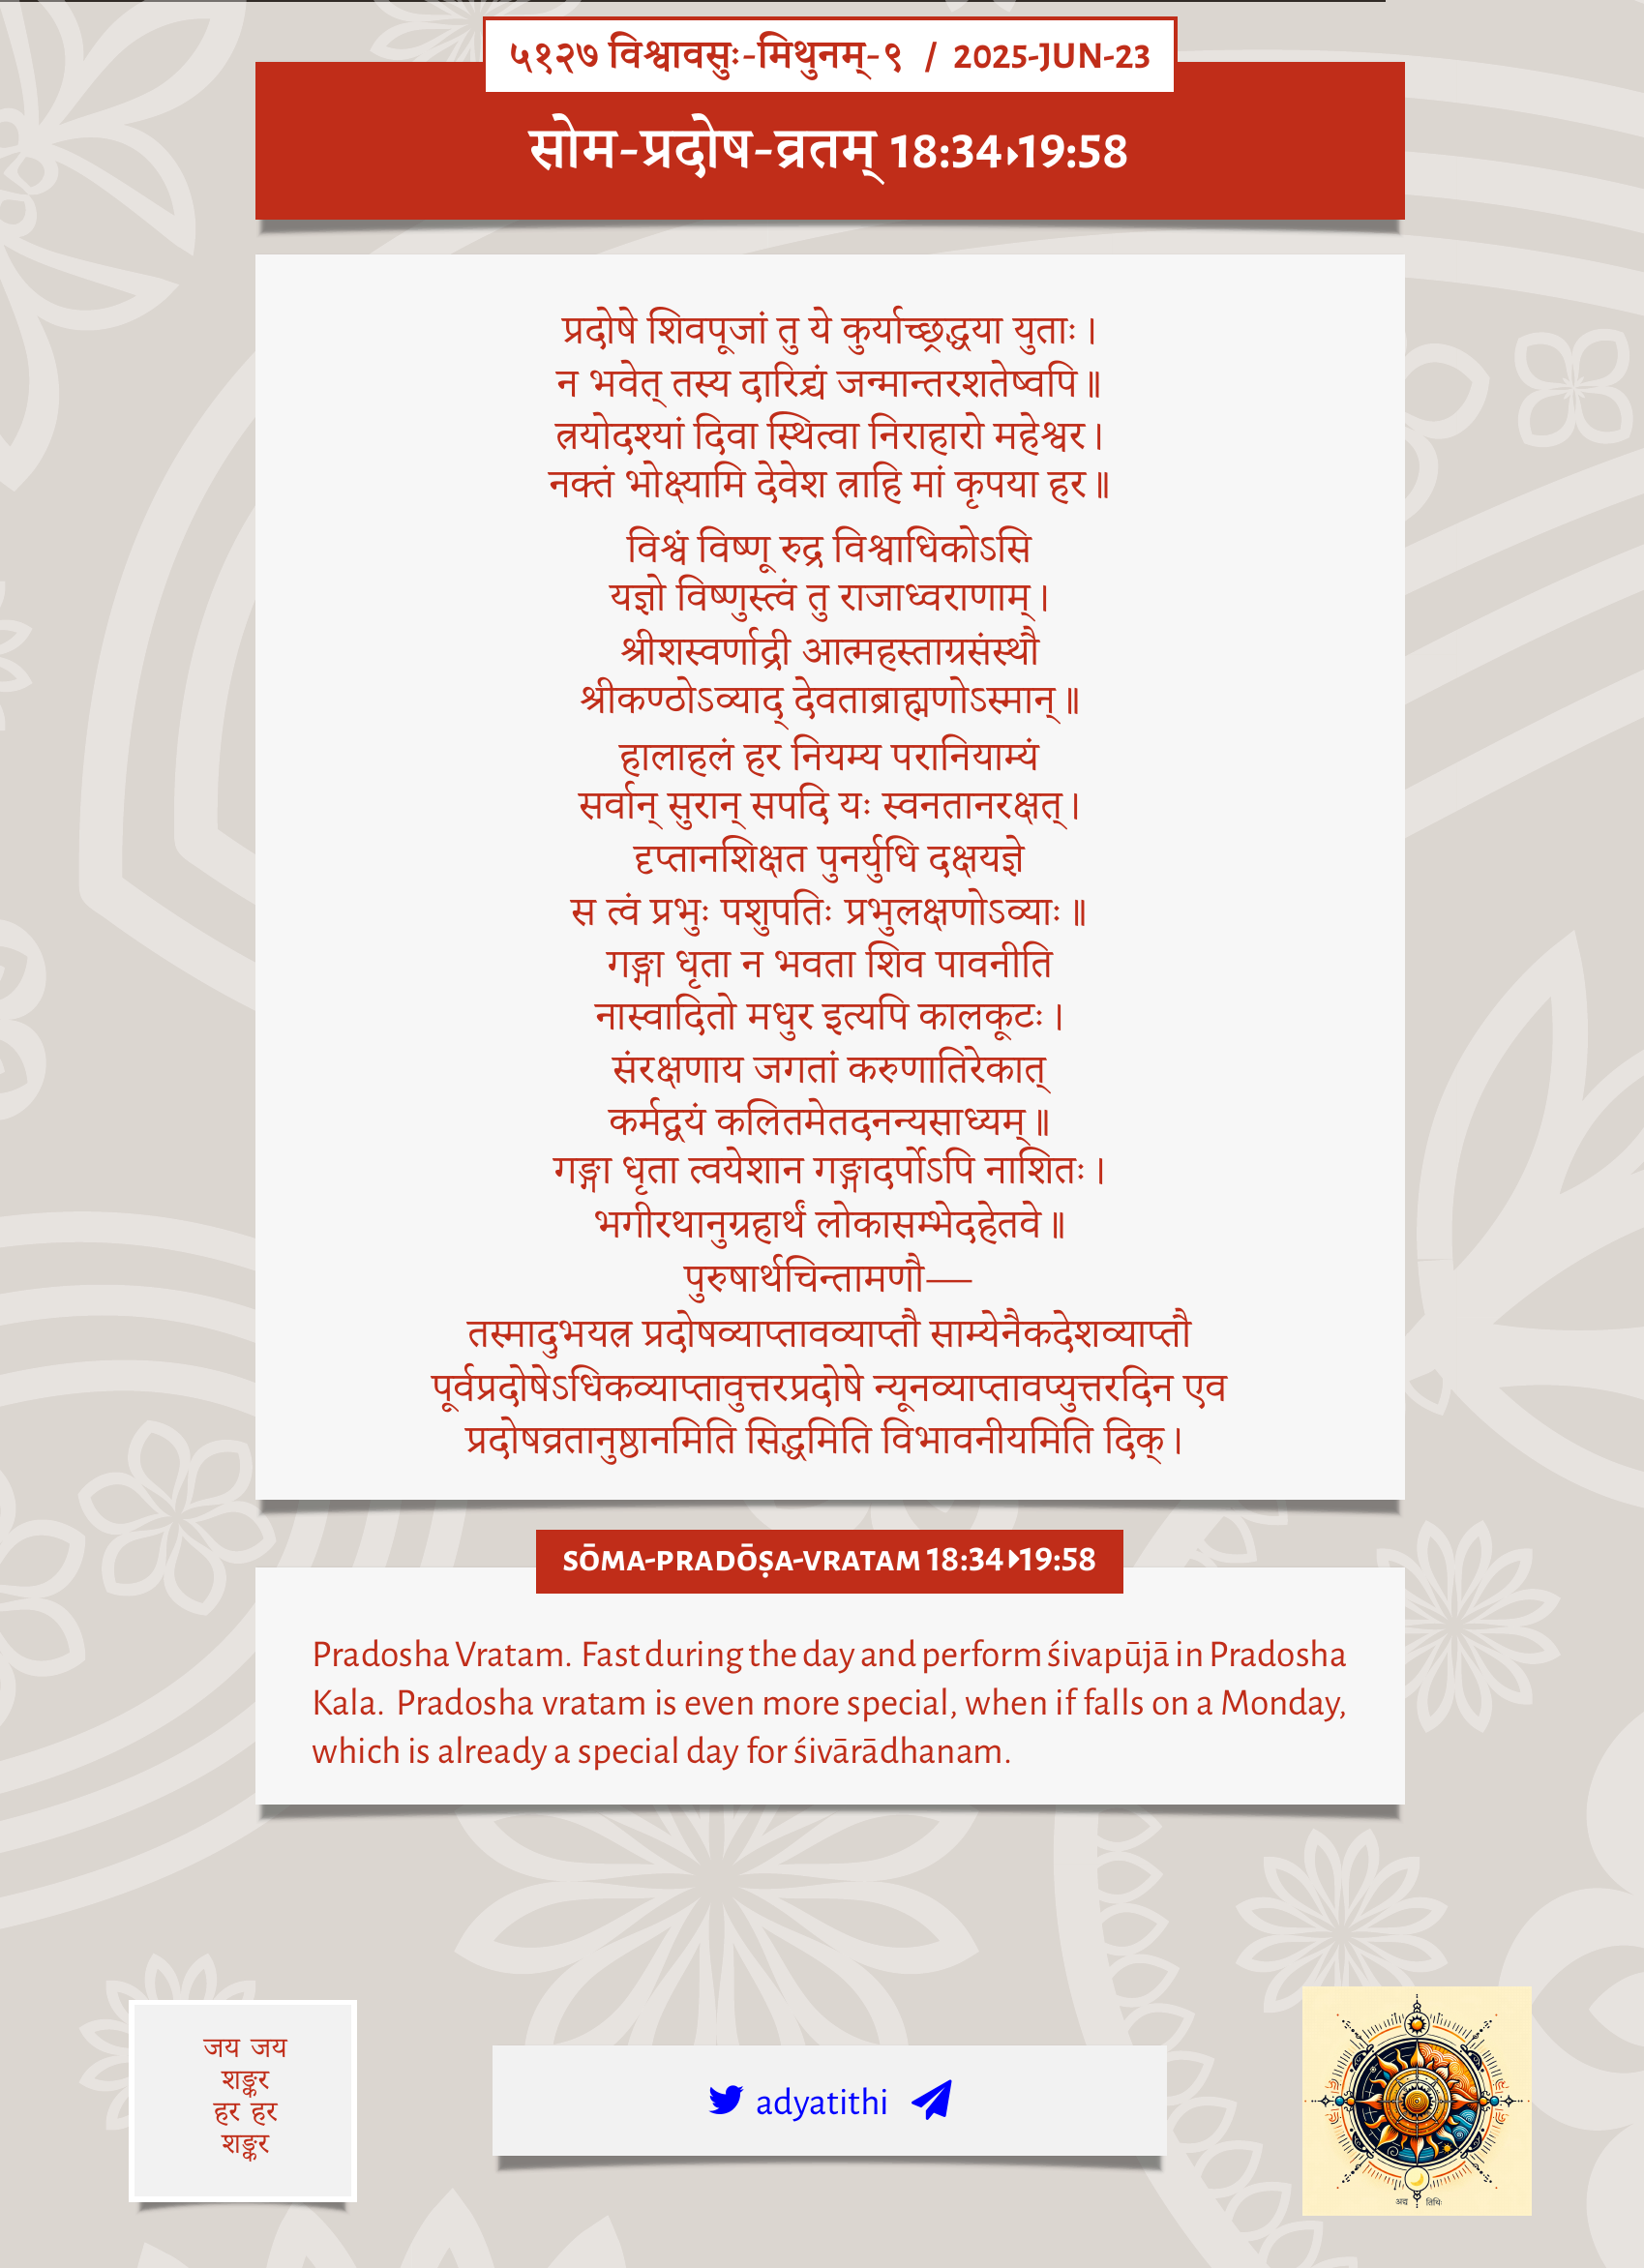 ५१२७ विश्वावसुः-मिथुनम्-९ / 2025-JUN-23
सोम-प्रदोष-व्रतम् 18:34▸19:58
प्रदोषे शिवपूजां तु ये कुर्याच्छ्रद्धया युताः।
न भवेत् तस्य दारिद्र्यं जन्मान्तरशतेष्वपि॥
त्रयोदश्यां दिवा स्थित्वा निराहारो महेश्वर।
नक्तं भोक्ष्यामि देवेश त्राहि मां कृपया हर॥
विश्वं विष्णू रुद्र विश्वाधिकोऽसि
यज्ञो विष्णुस्त्वं तु राजाध्वराणाम्।
श्रीशस्वर्णाद्री आत्महस्ताग्रसंस्थौ
श्रीकण्ठोऽव्याद् देवताब्राह्मणोऽस्मान्॥
हालाहलं हर नियम्य परानियाम्यं
सर्वान् सुरान् सपदि यः स्वनतानरक्षत्।
दृप्तानशिक्षत पुनर्युधि दक्षयज्ञे
स त्वं प्रभुः पशुपतिः प्रभुलक्षणोऽव्याः॥
गङ्गा धृता न भवता शिव पावनीति
नास्वादितो मधुर इत्यपि कालकूटः।
संरक्षणाय जगतां करुणातिरेकात्
कर्मद्वयं कलितमेतदनन्यसाध्यम्॥
गङ्गा धृता त्वयेशान गङ्गादर्पोऽपि नाशितः।
भगीरथानुग्रहार्थं लोकासम्भेदहेतवे॥
पुरुषार्थचिन्तामणौ—
तस्मादुभयत्र प्रदोषव्याप्तावव्याप्तौ साम्येनैकदेशव्याप्तौ
पूर्वप्रदोषेऽधिकव्याप्तावुत्तरप्रदोषे न्यूनव्याप्तावप्युत्तरदिन एव
प्रदोषव्रतानुष्ठानमिति सिद्धमिति विभावनीयमिति दिक्।
SŌMA-PRADŌṢA-VRATAM 18:34▸19:58
Pradosha Vratam. Fast during the day and perform śivapūjā in Pradosha
Kala. Pradosha vratam is even more special, when if falls on a Monday,
which is already a special day for śivārādhanam.
जय जय
शङ्कर
हर हर
शङ्कर
adyatithi
अद्य तिथिः